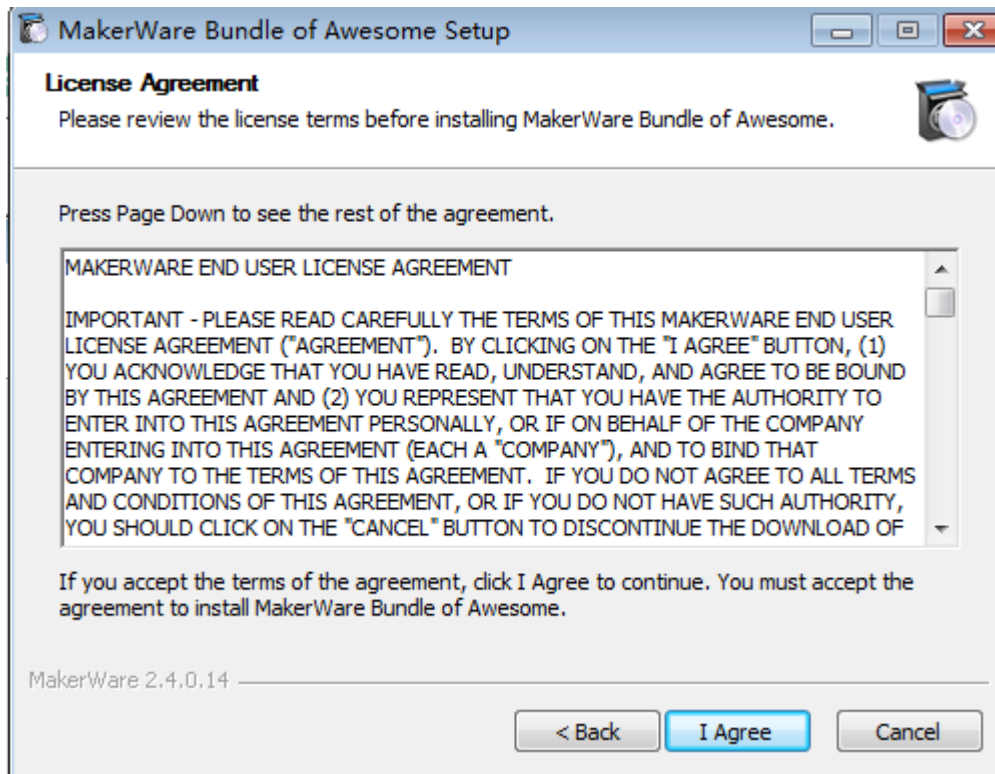 MakerWare Bundle of Awesome Setup
License Agreement
Please review the license terms before installing MakerWare Bundle of Awesome.
Press Page Down to see the rest of the agreement.
MAKERWARE END USER LICENSE AGREEMENT
IMPORTANT - PLEASE READ CAREFULLY THE TERMS OF THIS MAKERWARE END USER
LICENSE AGREEMENT ("AGREEMENT").  BY CLICKING ON THE "I AGREE" BUTTON, (1)
YOU ACKNOWLEDGE THAT YOU HAVE READ, UNDERSTAND, AND AGREE TO BE BOUND
BY THIS AGREEMENT AND (2) YOU REPRESENT THAT YOU HAVE THE AUTHORITY TO
ENTER INTO THIS AGREEMENT PERSONALLY, OR IF ON BEHALF OF THE COMPANY
ENTERING INTO THIS AGREEMENT (EACH A "COMPANY"), AND TO BIND THAT
COMPANY TO THE TERMS OF THIS AGREEMENT.  IF YOU DO NOT AGREE TO ALL TERMS
AND CONDITIONS OF THIS AGREEMENT, OR IF YOU DO NOT HAVE SUCH AUTHORITY,
YOU SHOULD CLICK ON THE "CANCEL" BUTTON TO DISCONTINUE THE DOWNLOAD OF
If you accept the terms of the agreement, click I Agree to continue. You must accept the
agreement to install MakerWare Bundle of Awesome.
MakerWare 2.4.0.14
< Back
I Agree
Cancel